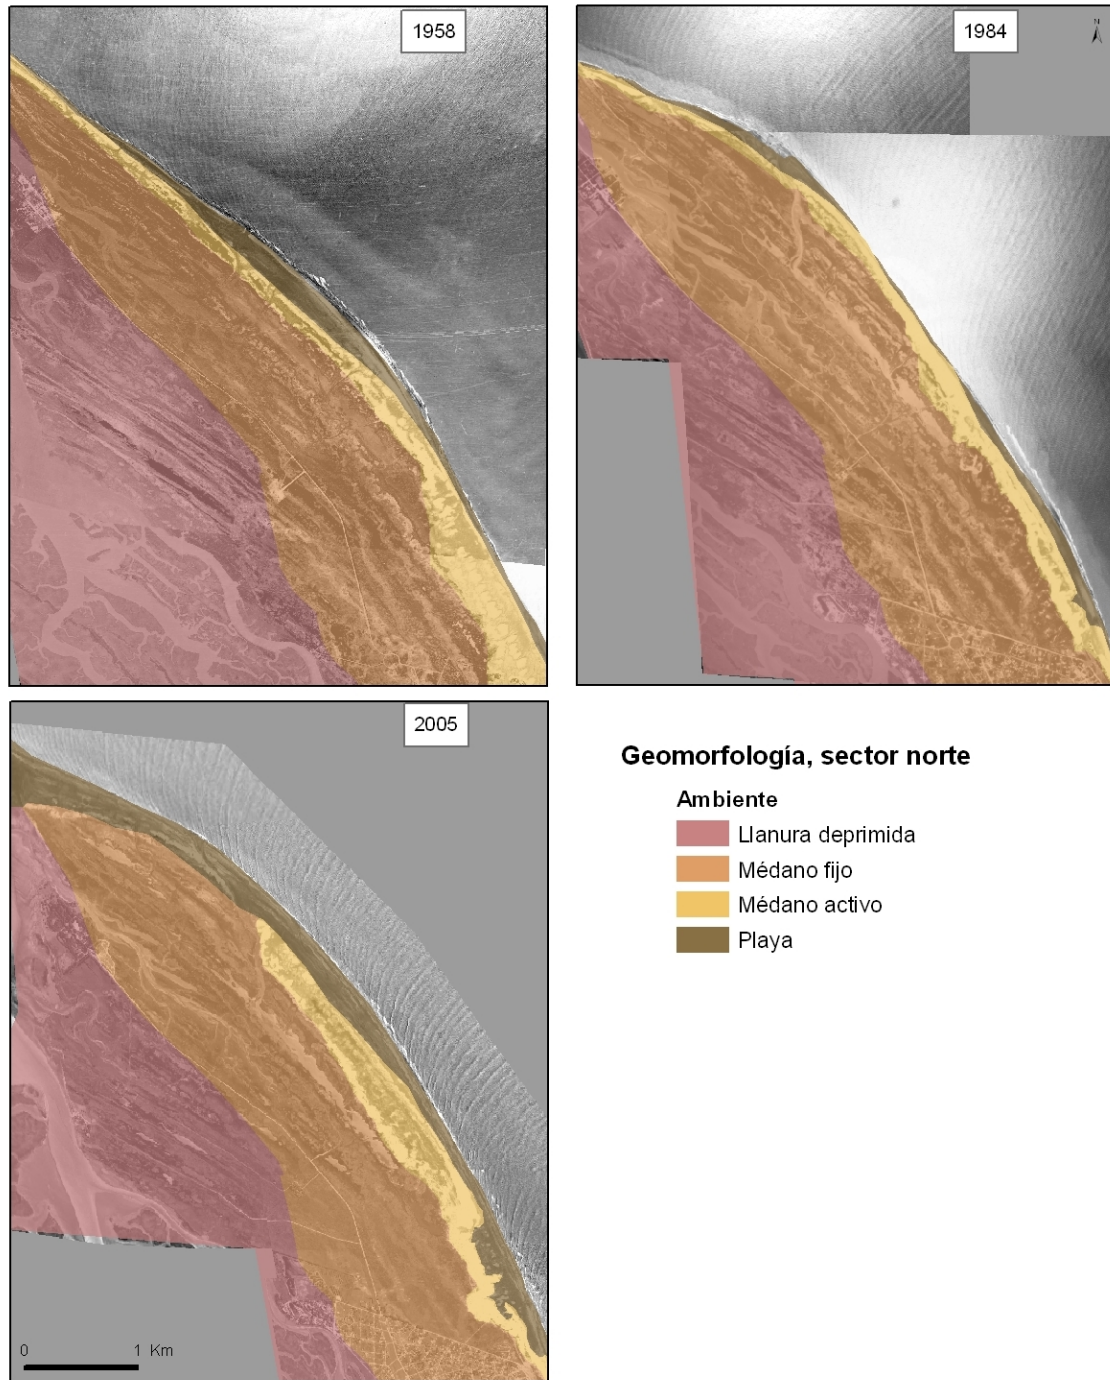 1958
1984
N
2005
Geomorfología, sector norte
Ambiente
Llanura deprimida
Médano fijo
Médano activo
Playa
0 1 Km